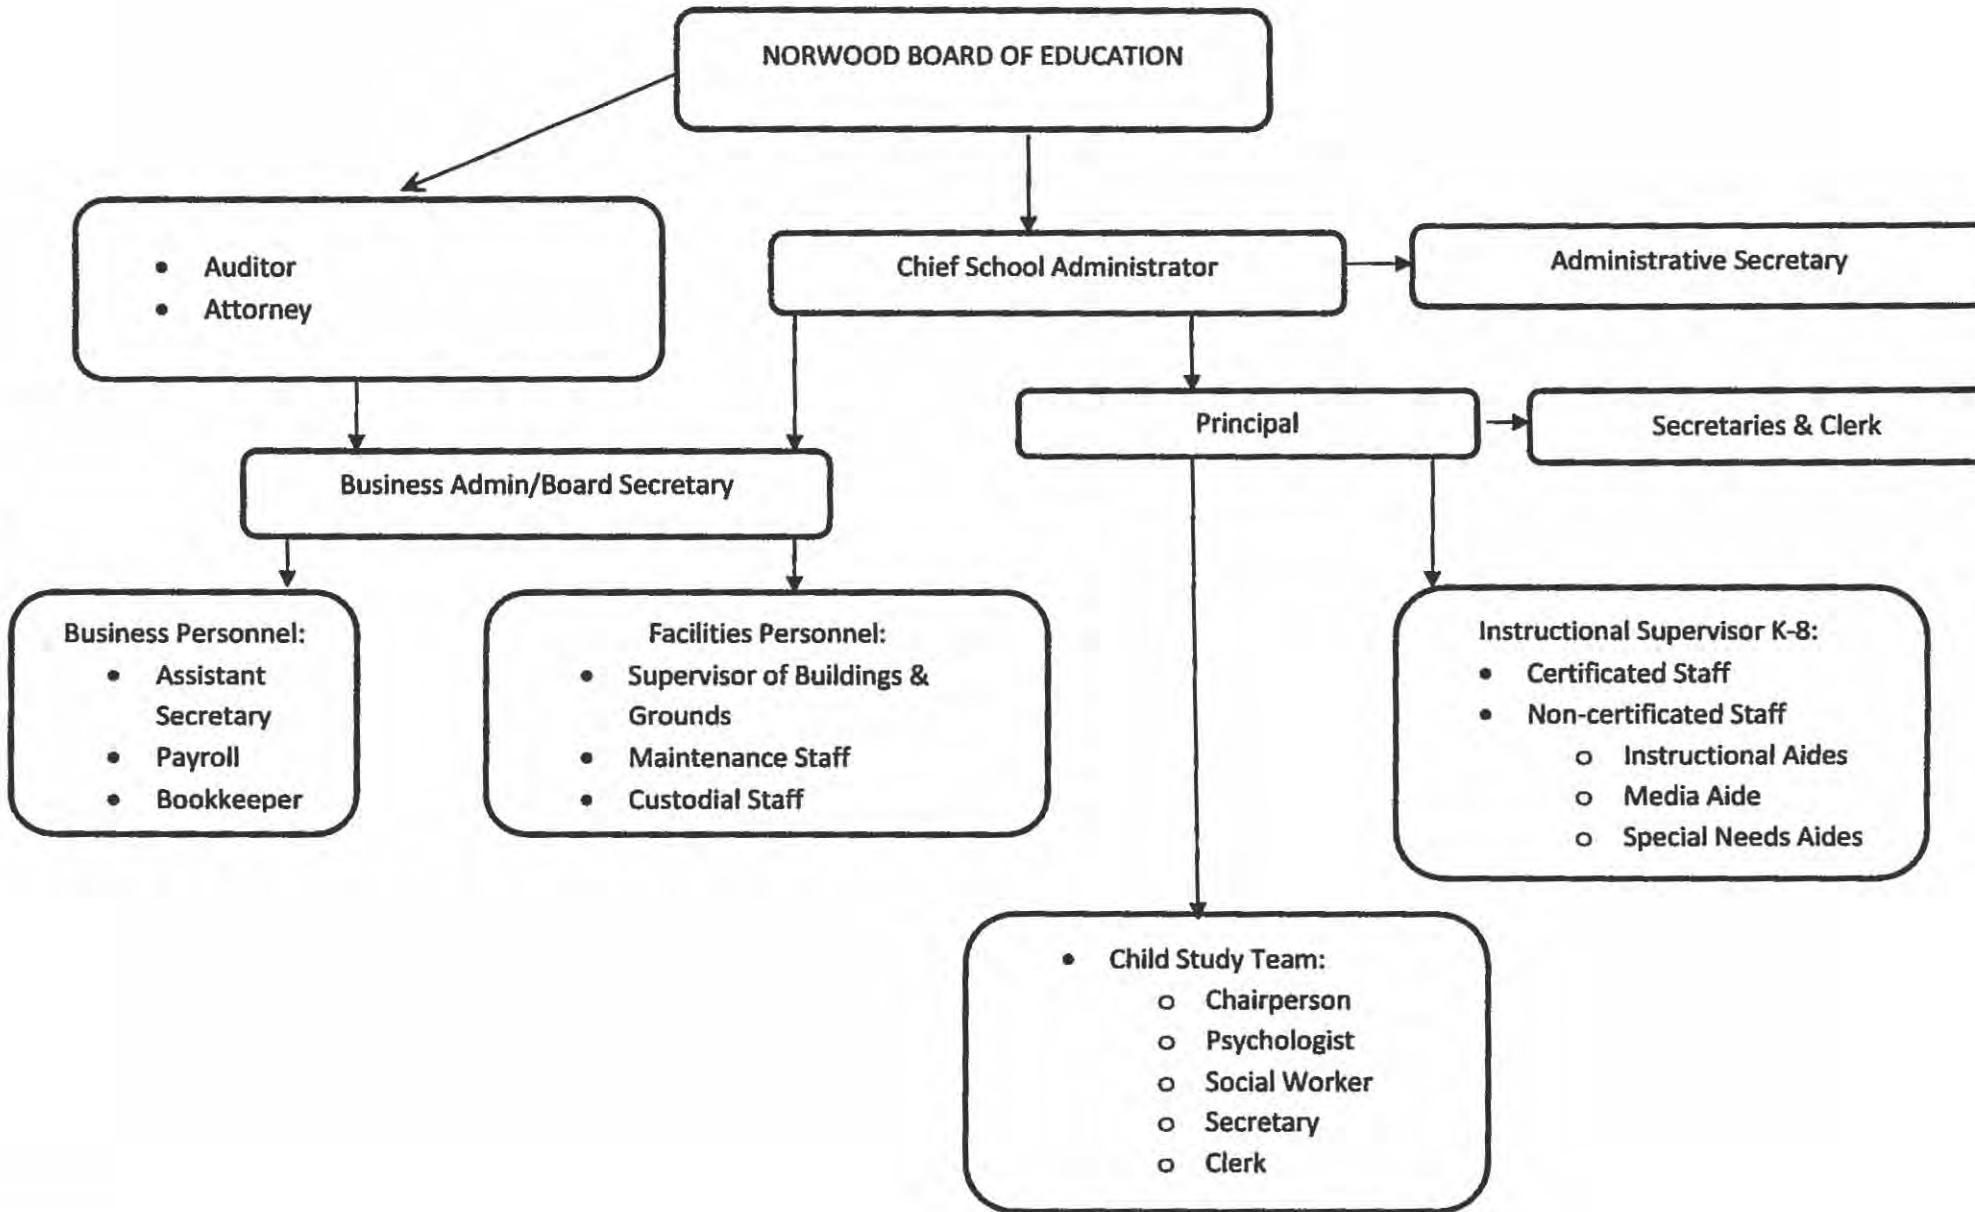 NORWOOD BOARD OF EDUCATION
• Auditor
• Attorney
Chief School Administrator
Administrative Secretary
Principal
Secretaries & Clerk
Business Admin/Board Secretary
Business Personnel:
• Assistant
Secretary
• Payroll
• Bookkeeper
Facilities Personnel:
• Supervisor of Buildings &
Grounds
• Maintenance Staff
• Custodial Staff
Instructional Supervisor K-8:
• Certificated Staff
• Non-certificated Staff
o Instructional Aides
o Media Aide
o Special Needs Aides
• Child Study Team:
o Chairperson
o Psychologist
o Social Worker
o Secretary
o Clerk